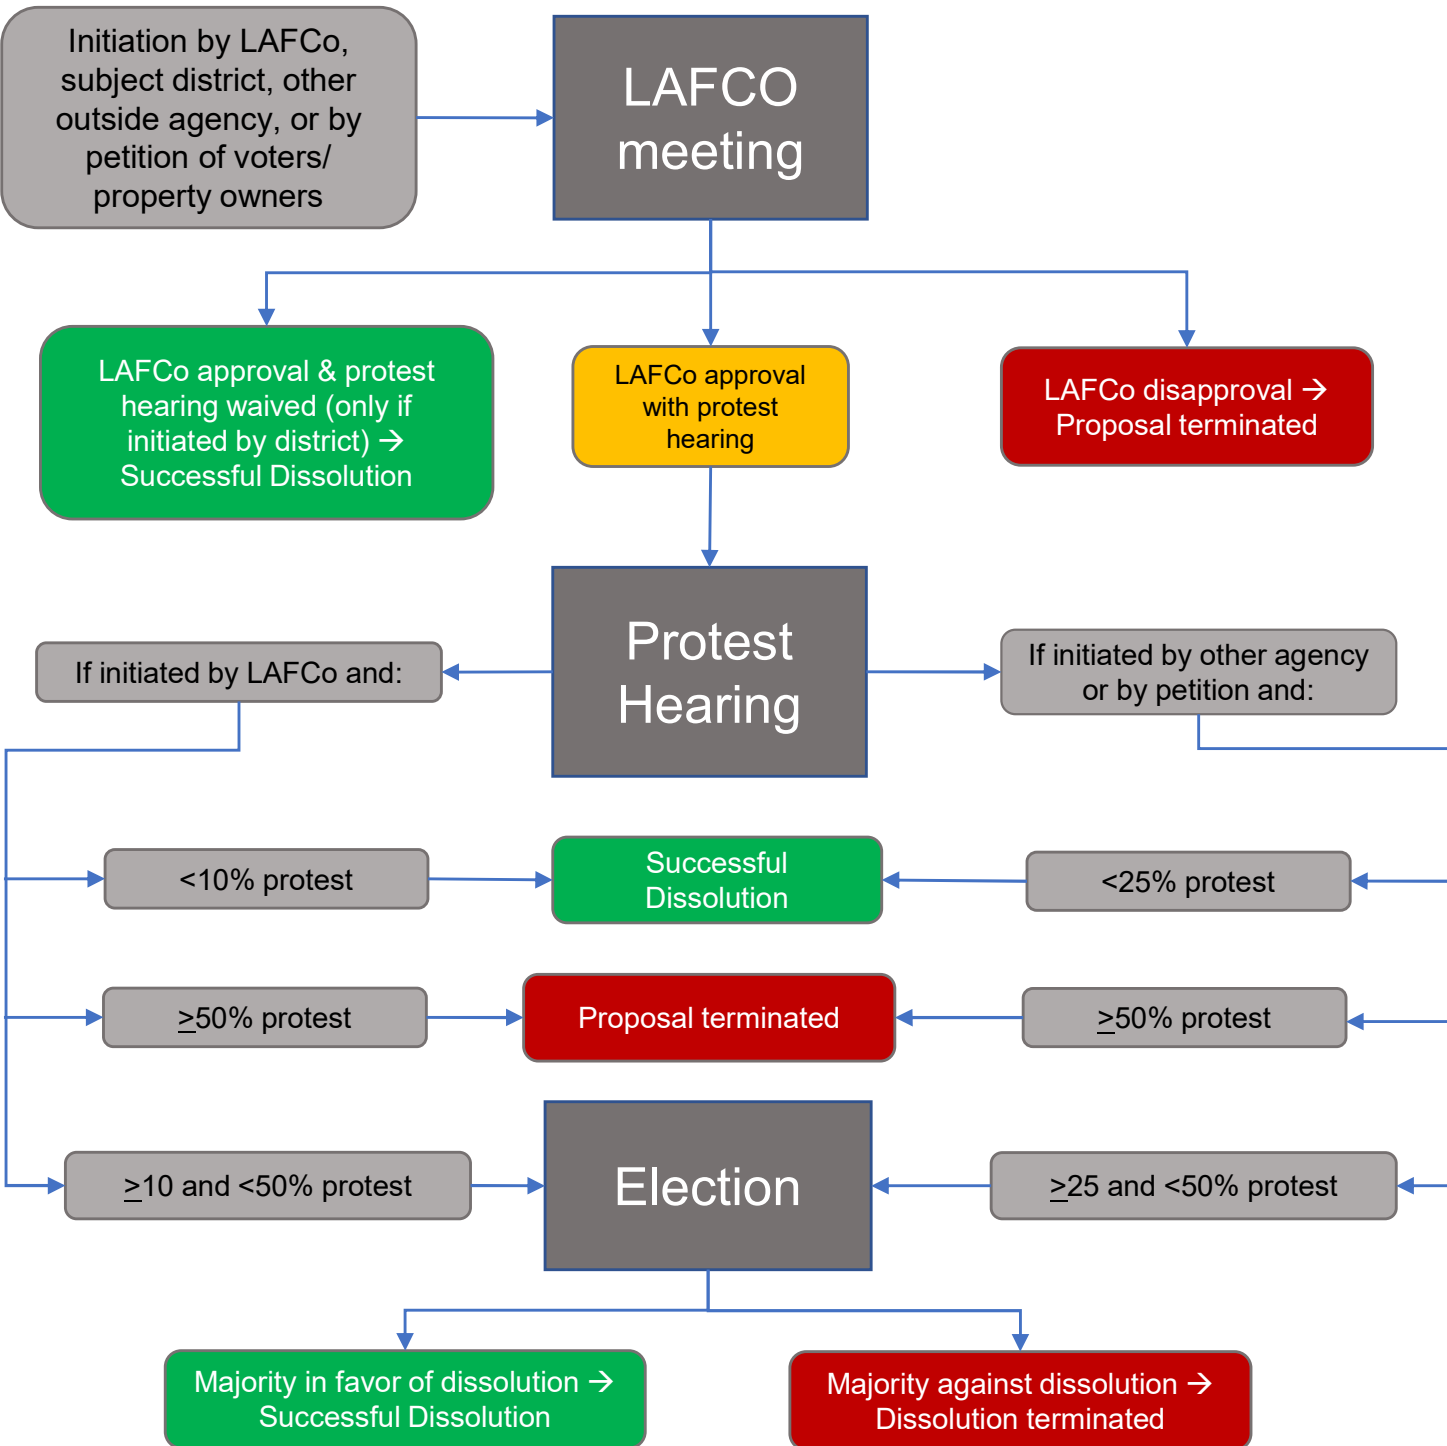 Initiation by LAFCo,
subject district, other
outside agency, or by
petition of voters/
property owners
LAFCO
meeting
LAFCo approval & protest
hearing waived (only if
initiated by district) →
Successful Dissolution
LAFCo approval
with protest
hearing
LAFCo disapproval →
Proposal terminated
Protest
Hearing
If initiated by LAFCo and:
If initiated by other agency
or by petition and:
<10% protest
Successful
Dissolution
<25% protest
≥50% protest
Proposal terminated
≥50% protest
≥10 and <50% protest
Election
≥25 and <50% protest
Majority in favor of dissolution →
Successful Dissolution
Majority against dissolution →
Dissolution terminated